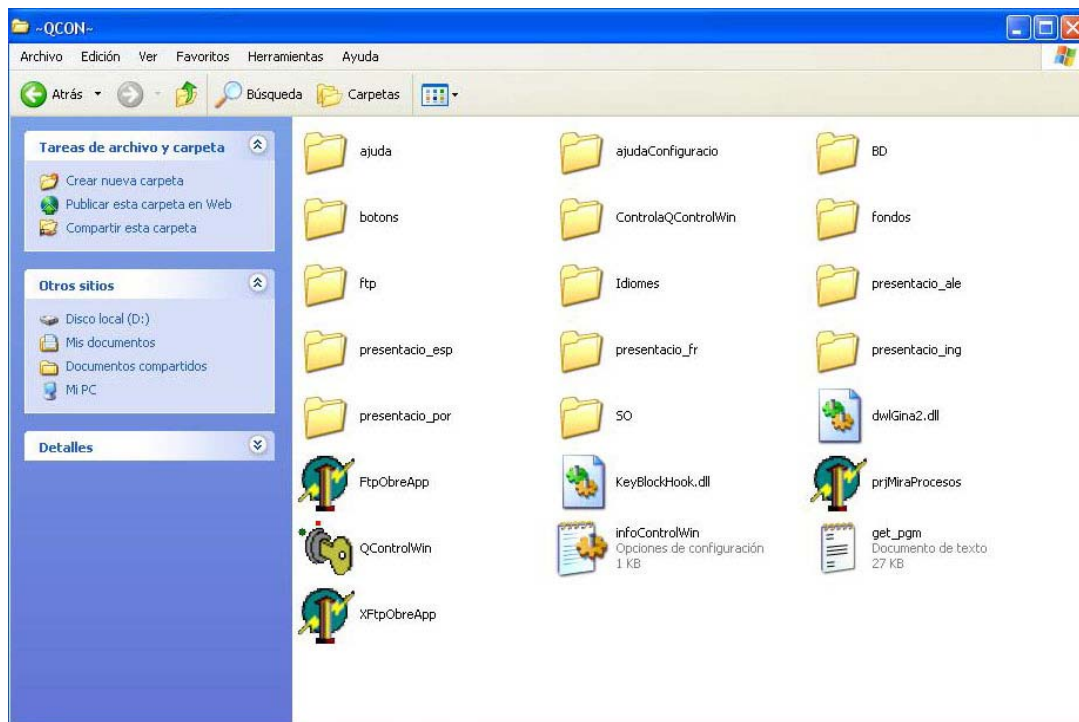 ~QCON~
Archivo Edición Ver Favoritos Herramientas Ayuda
Atrás Búsqueda Carpetas
Tareas de archivo y carpeta
Crear nueva carpeta
Publicar esta carpeta en Web
Compartir esta carpeta
Otros sitios
Disco local (D:)
Mis documentos
Documentos compartidos
Mi PC
Detalles
ajuda ajudaConfiguracio BD
botons ControlaQControlWin fondos
ftp Idiomes presentacio_ale
presentacio_esp presentacio_fr presentacio_ing
presentacio_por SO dwlGina2.dll
FtpObreApp KeyBlockHook.dll prjMiraProcesos
QControlWin
infoControlWin
Opciones de configuración
1 KB
get_pgm
Documento de texto
27 KB
XFtpObreApp